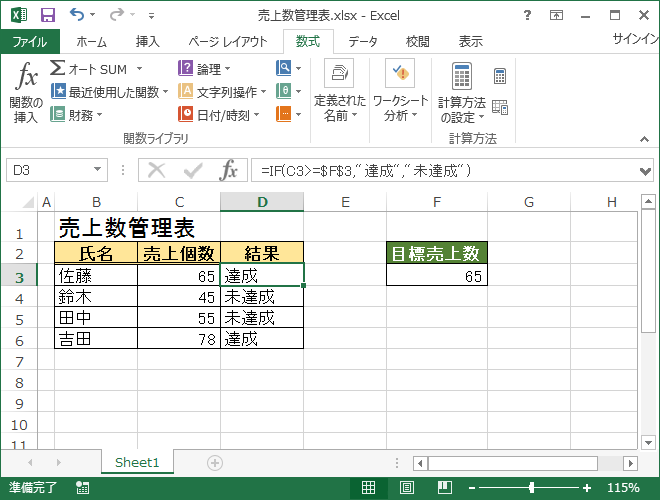 売上数管理表.xlsx - Excel
? 
ファイル ホーム 挿入 ページ レイアウト 数式 データ 校閲 表示 サインイン
fx Σ オート SUM ? 論理
関数の挿入 最近使用した関数 A 文字列操作 θ 定義された名前 ワークシート分析 計算方法の設定
財務 日付/時刻
関数ライブラリ 計算方法
D3 fx =IF(C3>=$F$3,“達成“,“未達成“)
A B C D E F G H
1 売上数管理表
2 氏名 売上個数 結果 目標売上数
3 佐藤 65 達成 65
4 鈴木 45 未達成
5 田中 55 未達成
6 吉田 78 達成
7
8
9
10
11
Sheet1
準備完了 115%